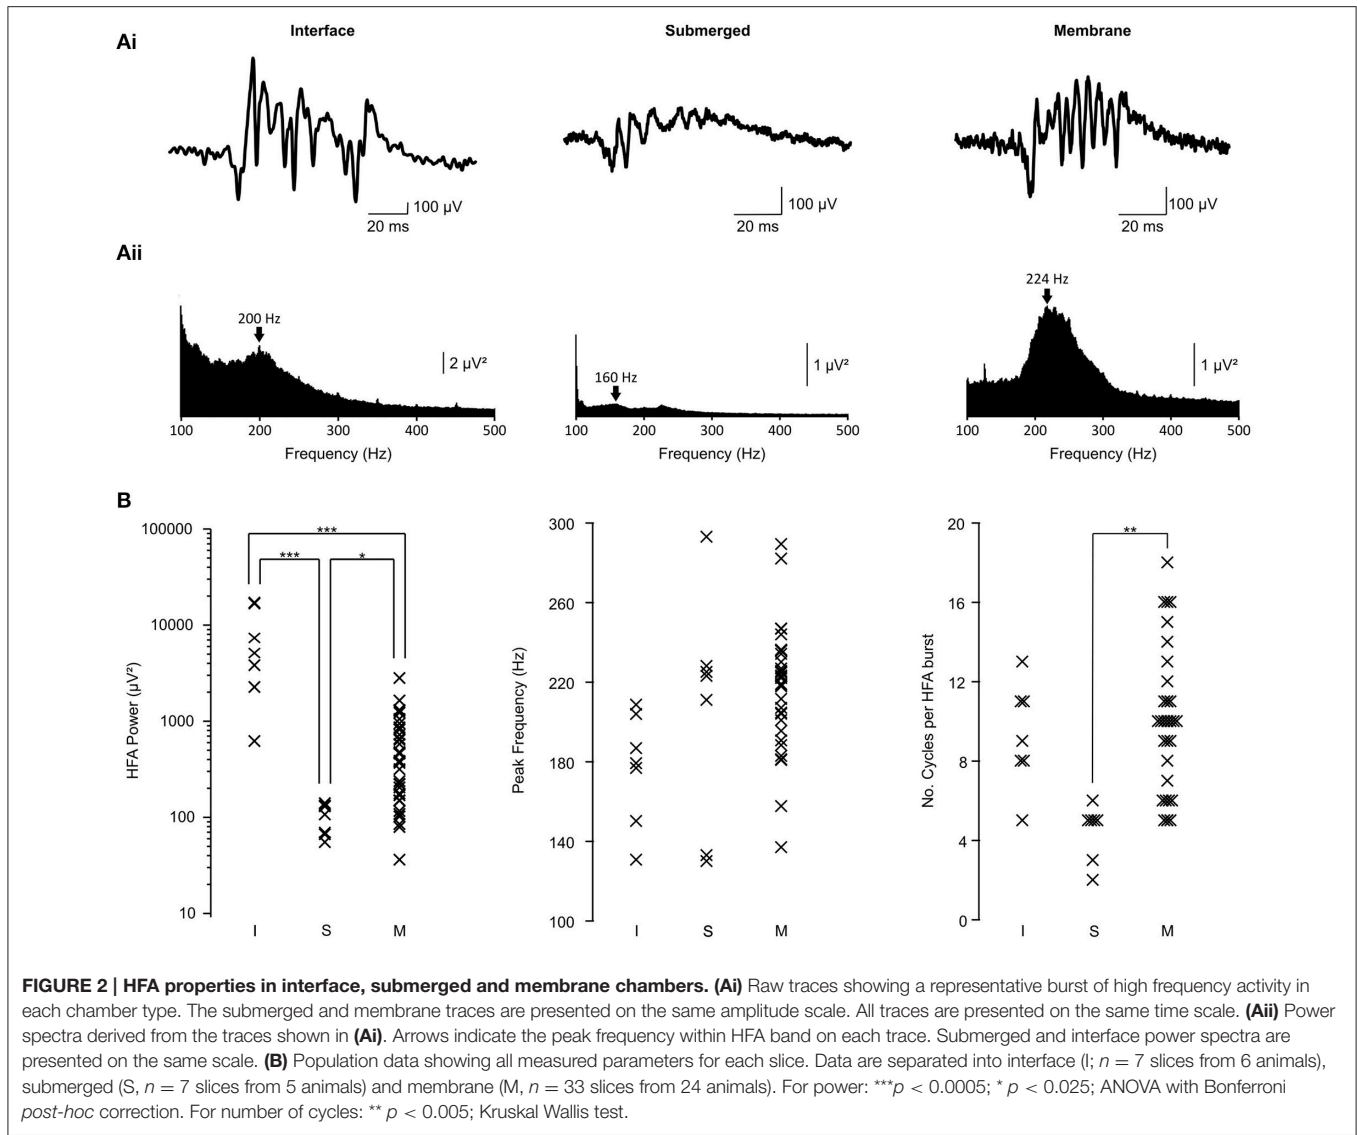 Interface Submerged Membrane
Ai
100 µV 100 µV 100 µV
20 ms 20 ms 20 ms
Aii
200 Hz 160 Hz 224 Hz
2 µV² 1 µV² 1 µV²
100 200 300 400 500 100 200 300 400 500 100 200 300 400 500
Frequency (Hz) Frequency (Hz) Frequency (Hz)
B
HFA Power (µV²)
100000
10000
1000
100
10
*** *** *
I S M
Peak Frequency (Hz)
300
260
220
180
140
100
I S M
No. Cycles per HFA burst
20
16
12
8
4
0
**
I S M
FIGURE 2 | HFA properties in interface, submerged and membrane chambers. (Ai) Raw traces showing a representative burst of high frequency activity in
each chamber type. The submerged and membrane traces are presented on the same amplitude scale. All traces are presented on the same time scale. (Aii) Power
spectra derived from the traces shown in (Ai). Arrows indicate the peak frequency within HFA band on each trace. Submerged and interface power spectra are
presented on the same scale. (B) Population data showing all measured parameters for each slice. Data are separated into interface (I; n = 7 slices from 6 animals),
submerged (S, n = 7 slices from 5 animals) and membrane (M, n = 33 slices from 24 animals). For power: ***p < 0.0005; * p < 0.025; ANOVA with Bonferroni
post-hoc correction. For number of cycles: ** p < 0.005; Kruskal Wallis test.